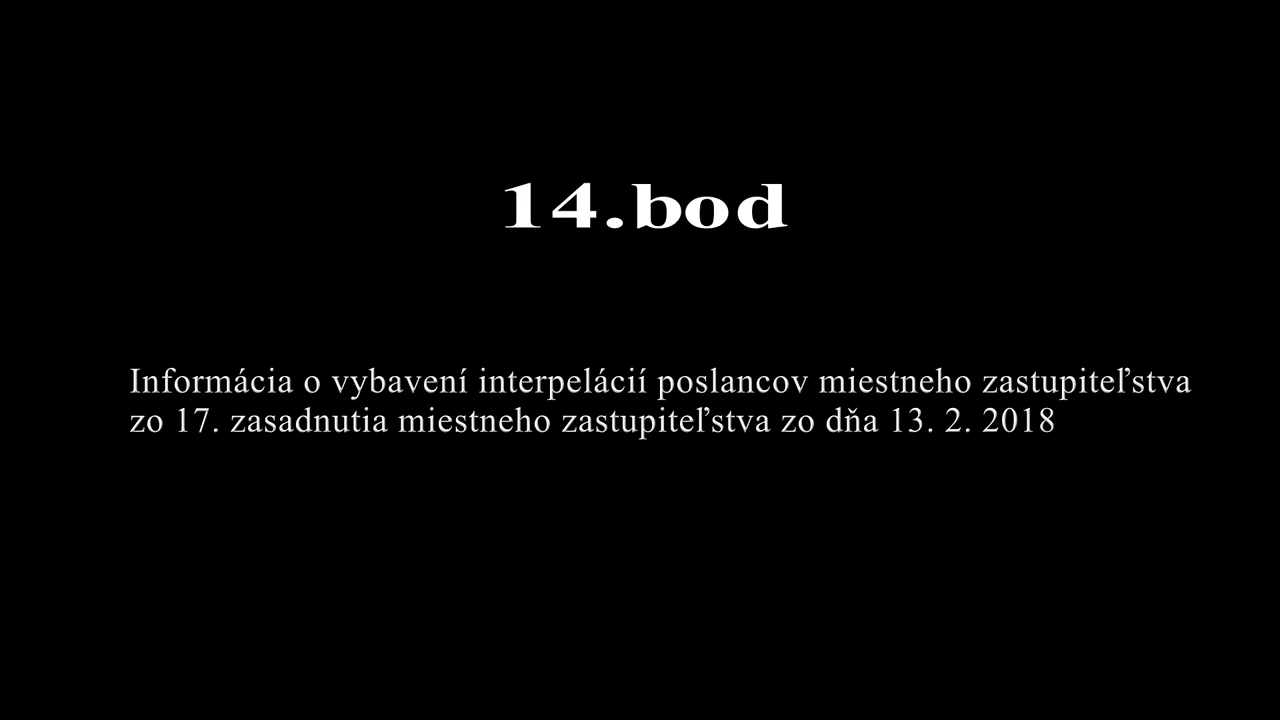 14.bod
Informácia o vybavení interpelácií poslancov miestneho zastupiteľstva
zo 17. zasadnutia miestneho zastupiteľstva zo dňa 13. 2. 2018